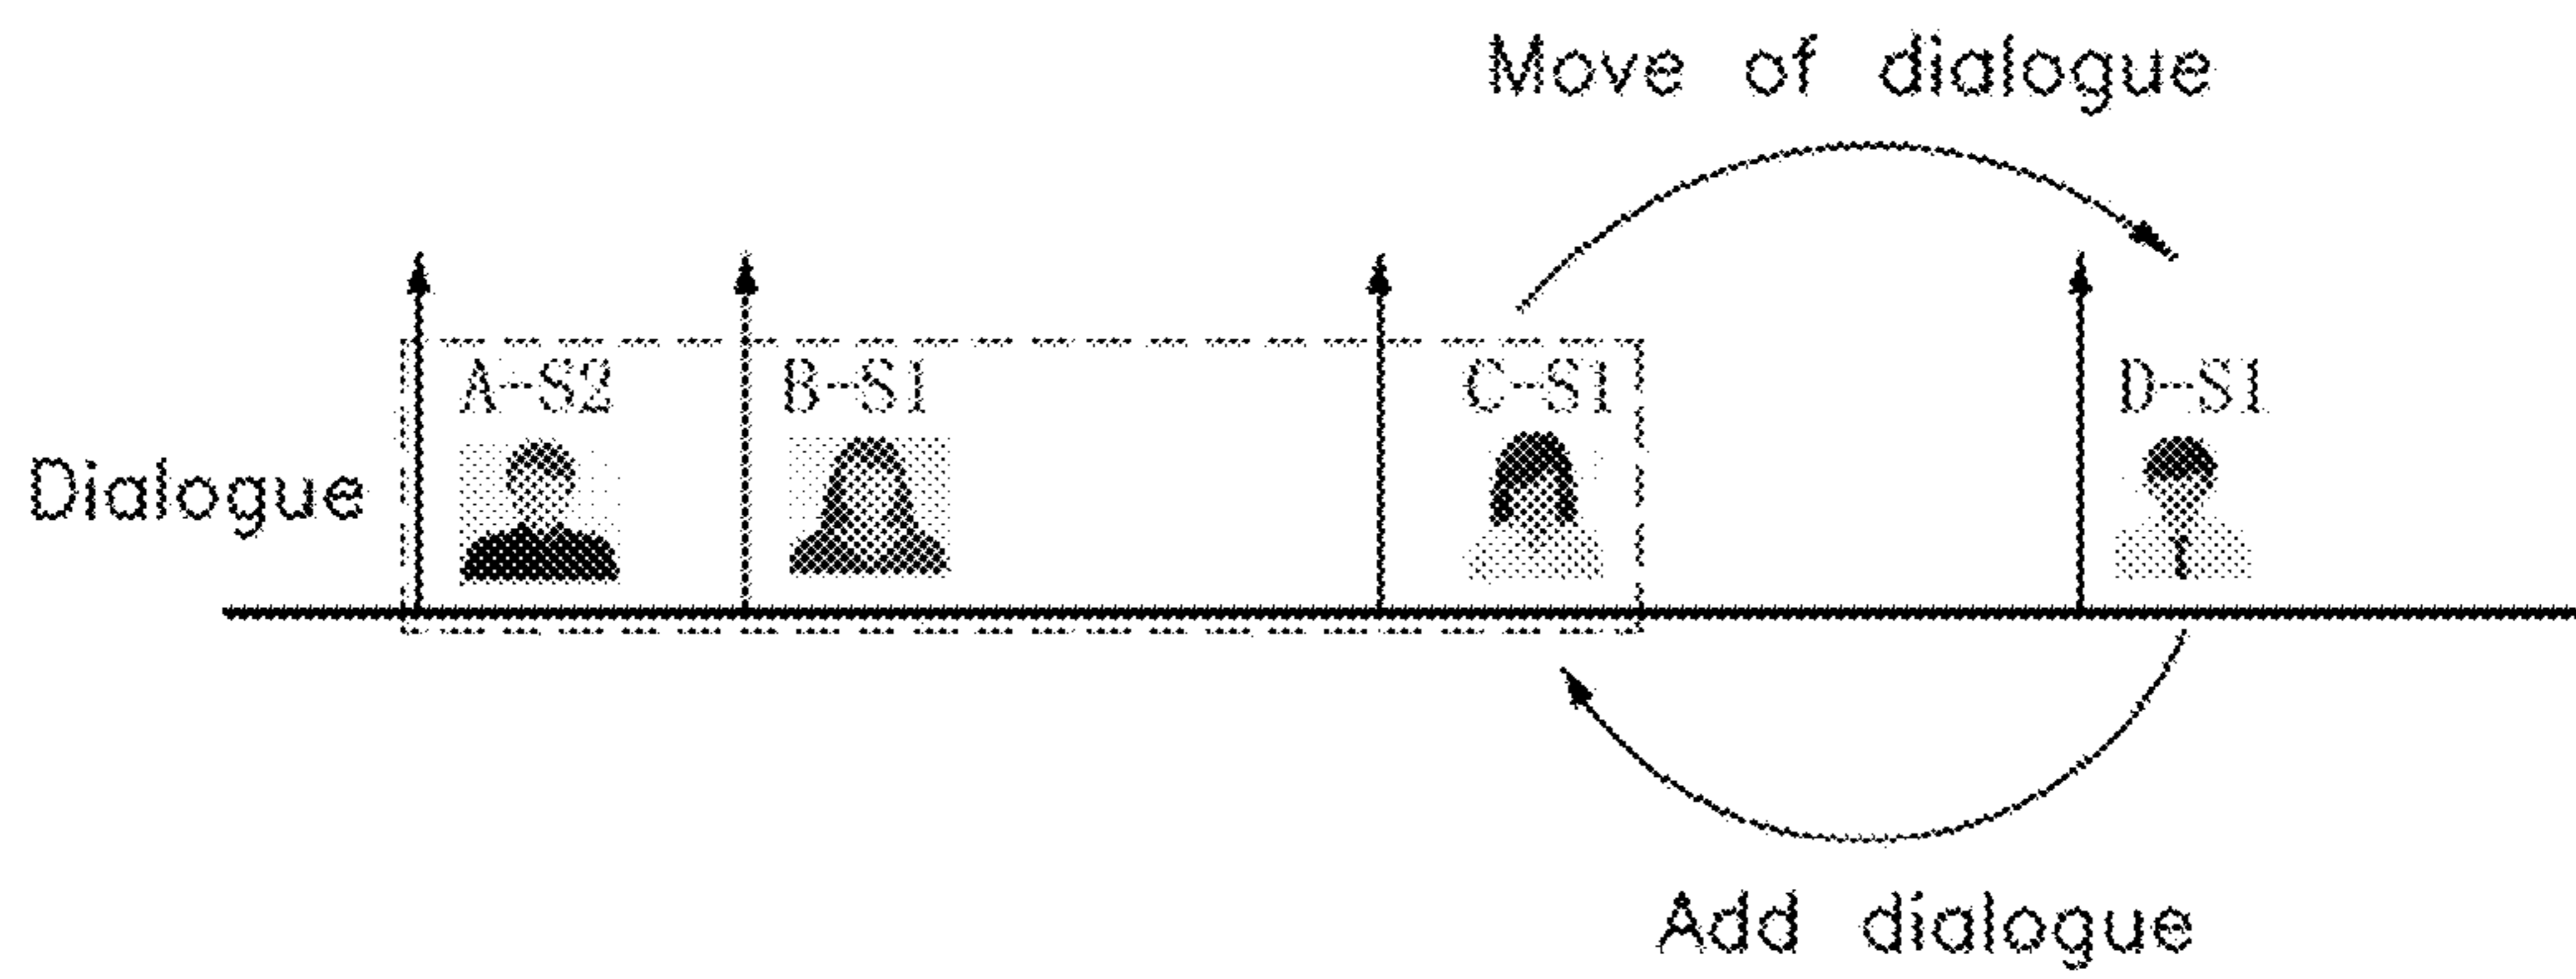 Move of dialogue
A-S2 B-S1 C-S1 D-S1
Dialogue
Add dialogue